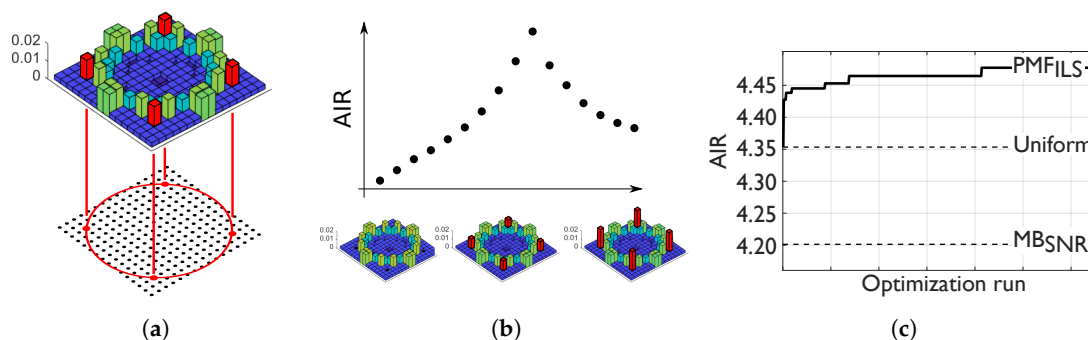 0.02
0.01
0
(a)
AIR
0.02
0.01
0
0.02
0.01
0
0.02
0.01
0
(b)
AIR
4.45
4.40
4.35
4.30
4.25
4.20
PMF_ILS
Uniform
MB_SNR
Optimization run
(c)